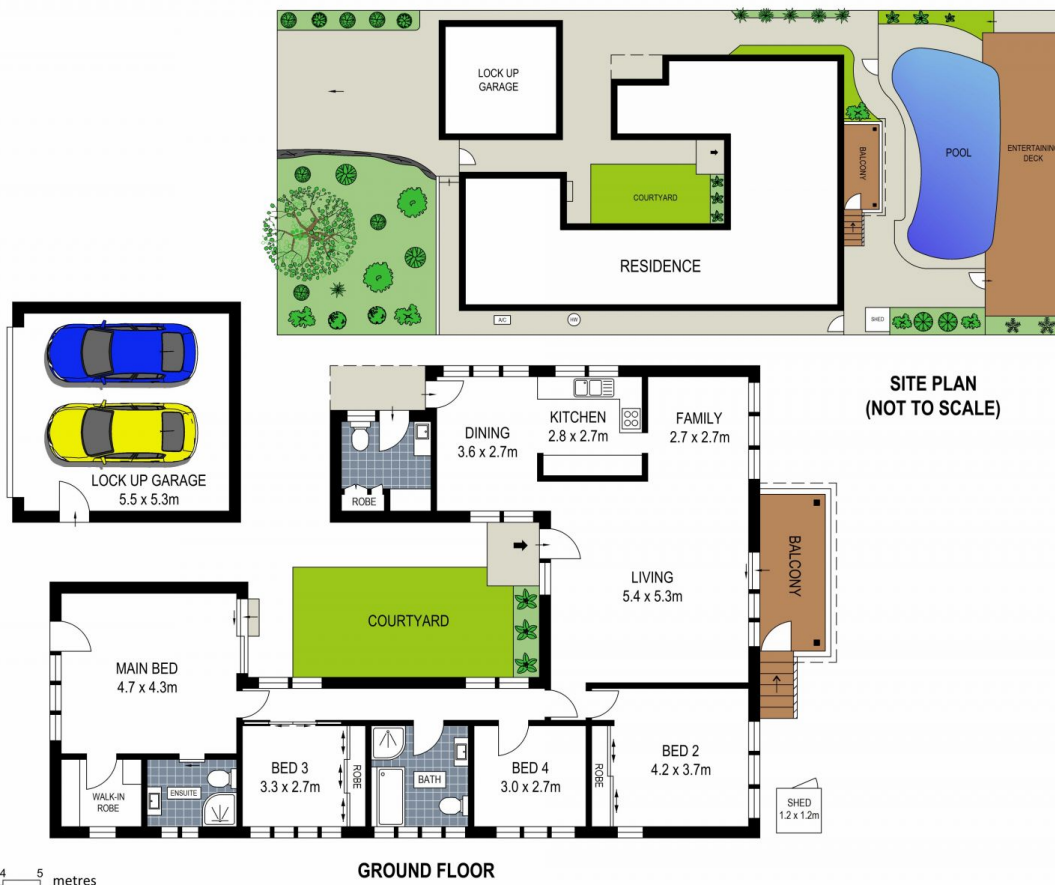 LOCK UP
GARAGE
COURTYARD
RESIDENCE
BALCONY
POOL
ENTERTAINING
DECK
A/C
HW
SHED
SITE PLAN
(NOT TO SCALE)
LOCK UP GARAGE
5.5 x 5.3m
ROBE
DINING
3.6 x 2.7m
KITCHEN
2.8 x 2.7m
FAMILY
2.7 x 2.7m
LIVING
5.4 x 5.3m
BALCONY
COURTYARD
MAIN BED
4.7 x 4.3m
WALK-IN
ROBE
ENSUITE
BED 3
3.3 x 2.7m
ROBE
BATH
BED 4
3.0 x 2.7m
ROBE
BED 2
4.2 x 3.7m
SHED
1.2 x 1.2m
4 5 metres
GROUND FLOOR